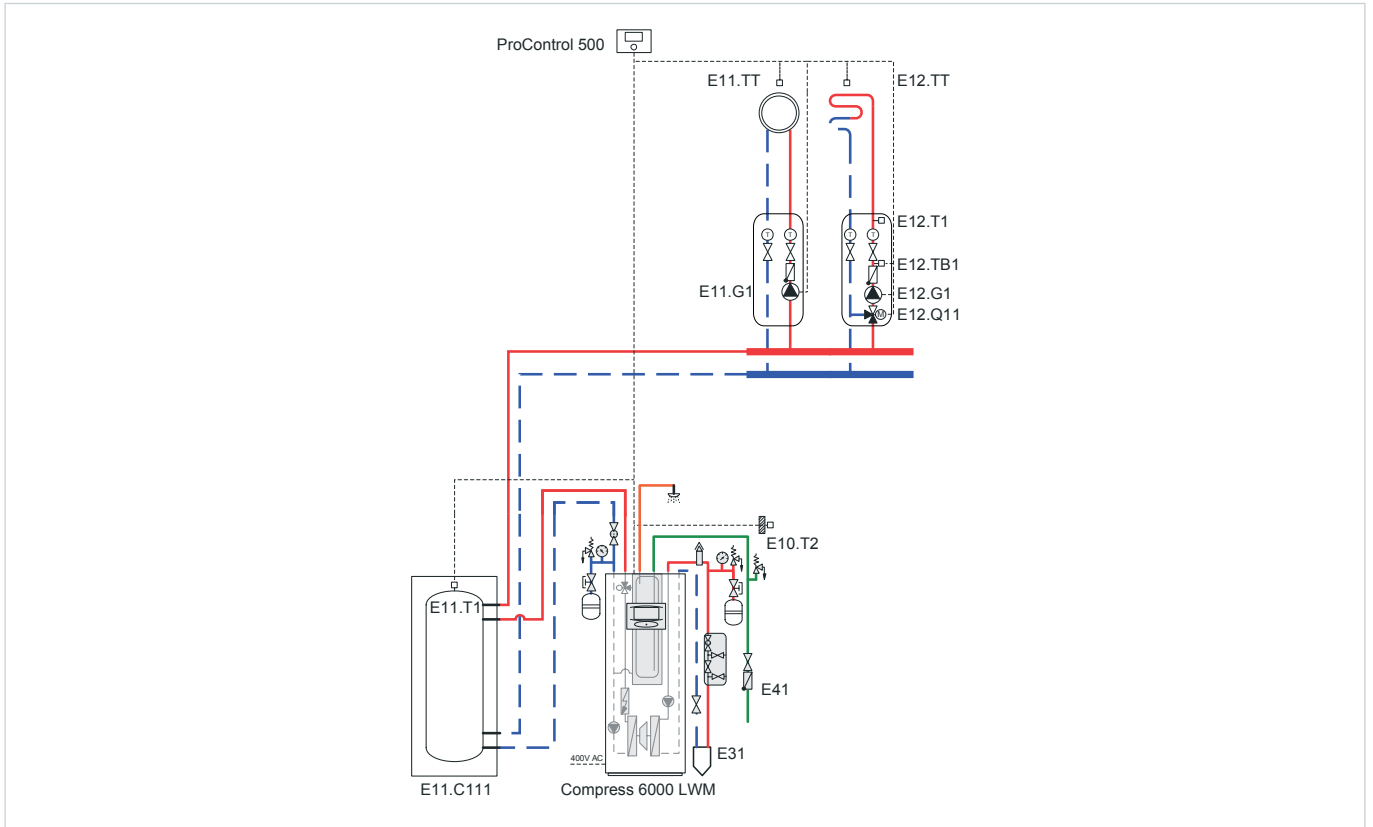 ProControl 500
E11.TT
E12.TT
T
T
T
T
E12.T1
E12.TB1
E11.G1
E12.G1
M
E12.Q11
E10.T2
E11.T1
E41
E31
400V AC
E11.C111
Compress 6000 LWM